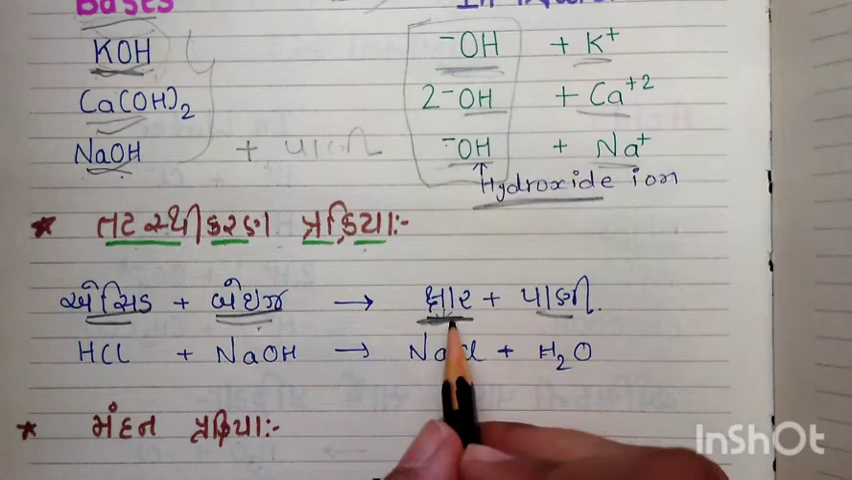 Bases
KOH ⁻OH + K⁺
Ca(OH)₂ 2⁻OH + Ca⁺²
NaOH + પાણી ⁻OH + Na⁺
Hydroxide ion
* તટસ્થીકરણ પ્રક્રિયા:-
એસિડ + બેઇજ → ક્ષાર + પાણી.
HCl + NaOH → NaCl + H₂O
* મંદન પ્રક્રિયા:-
InShOt